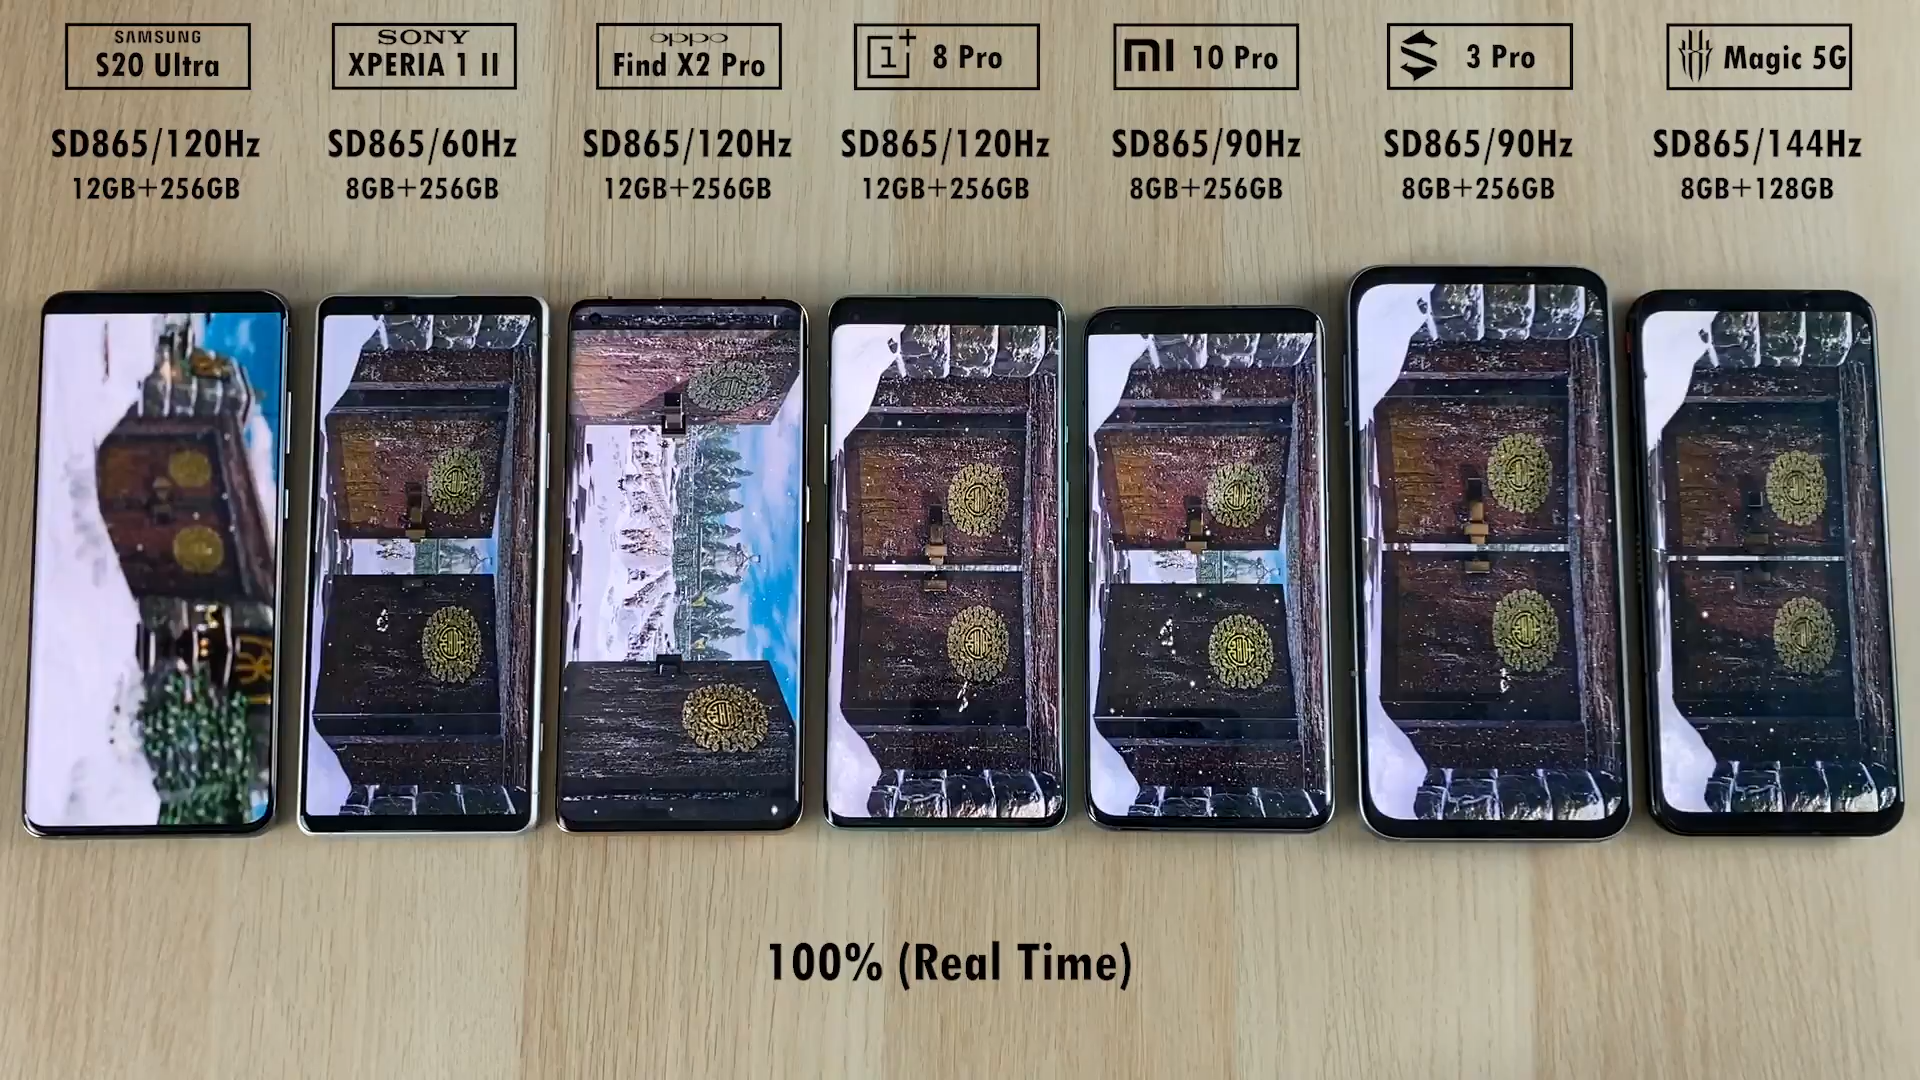 SAMSUNG
S20 Ultra
SONY
XPERIA 1 II
oppo
Find X2 Pro
1+ 8 Pro
MI 10 Pro
3 Pro
Magic 5G
SD865/120Hz
12GB+256GB
SD865/60Hz
8GB+256GB
SD865/120Hz
12GB+256GB
SD865/120Hz
12GB+256GB
SD865/90Hz
8GB+256GB
SD865/90Hz
8GB+256GB
SD865/144Hz
8GB+128GB
100% (Real Time)